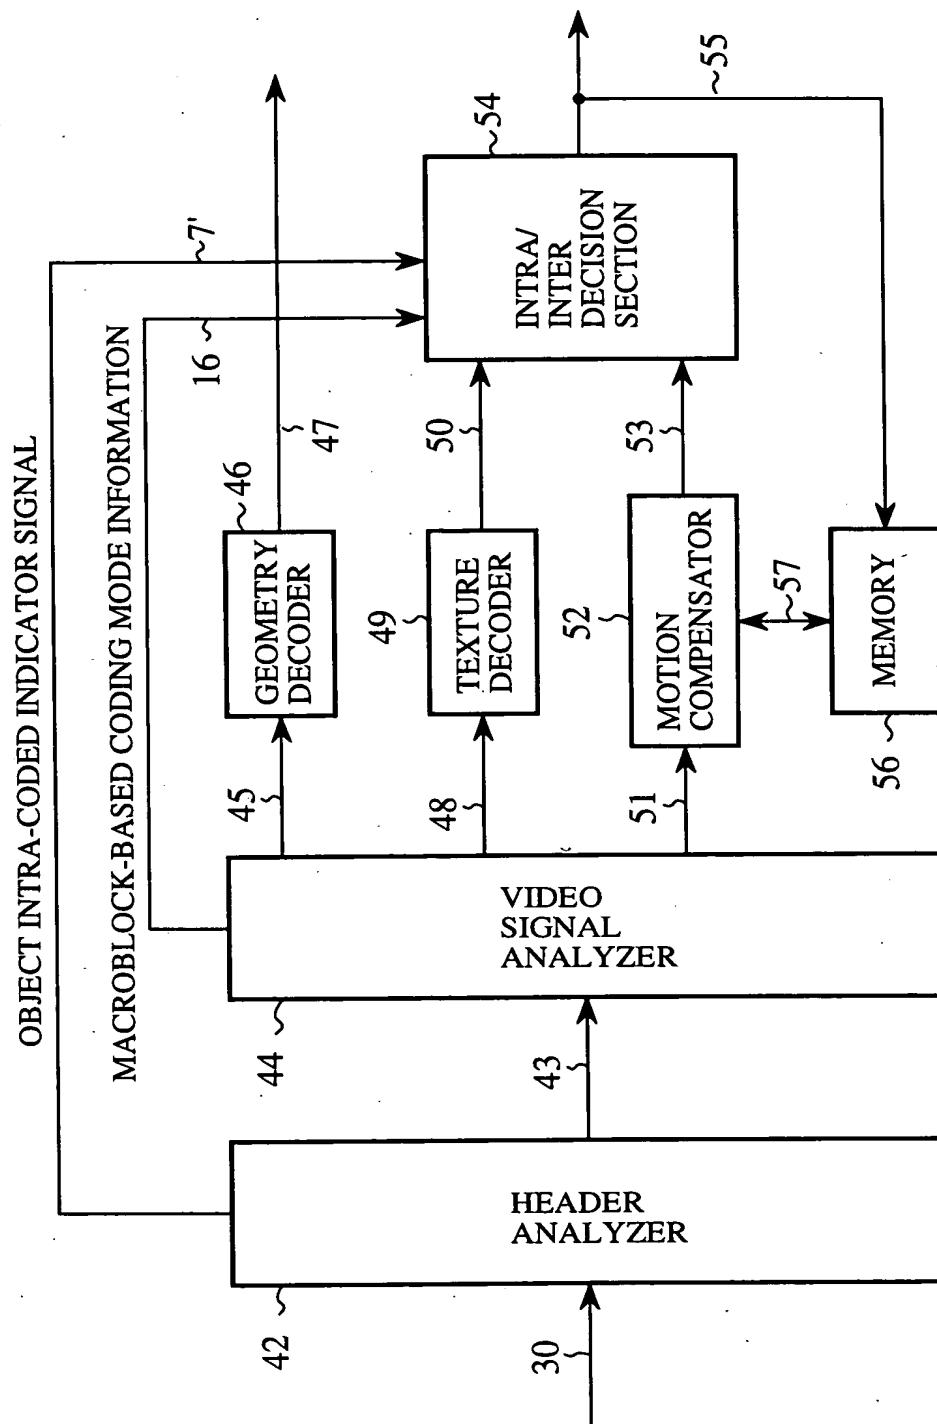 OBJECT INTRA-CODED INDICATOR SIGNAL
7'
MACROBLOCK-BASED CODING MODE INFORMATION
16
30
42
HEADER
ANALYZER
43
44
VIDEO
SIGNAL
ANALYZER
45
46
GEOMETRY
DECODER
47
48
49
TEXTURE
DECODER
50
51
52
MOTION
COMPENSATOR
53
54
INTRA/
INTER
DECISION
SECTION
55
56
MEMORY
57